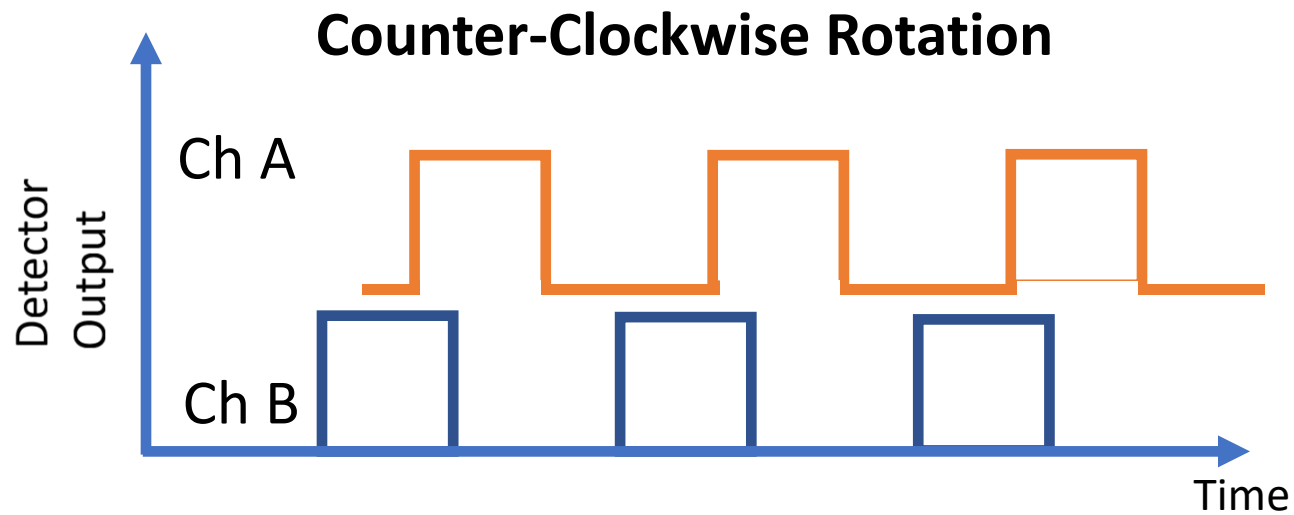 Counter-Clockwise Rotation
Ch A
Detector
Output
Ch B
Time